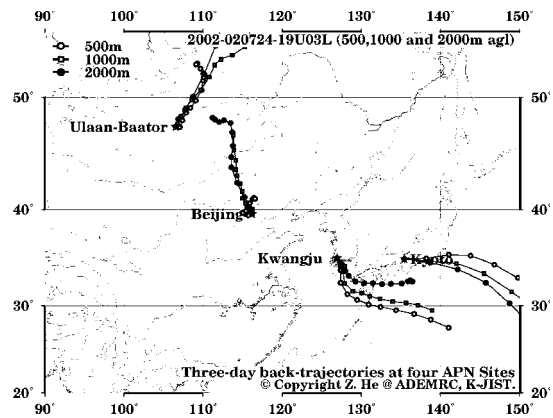 90° 100° 110° 120° 130° 140° 150°
2002-020724-19U03L (500,1000 and 2000m agl)
500m
1000m
2000m
50° 50°
Ulaan-Baator
40° 40°
Beijing
Kwangju
Kyoto
30° 30°
Three-day back-trajectories at four APN Sites
© Copyright Z. He @ ADEMRC, K-JIST.
20° 20°
90° 100° 110° 120° 130° 140° 150°